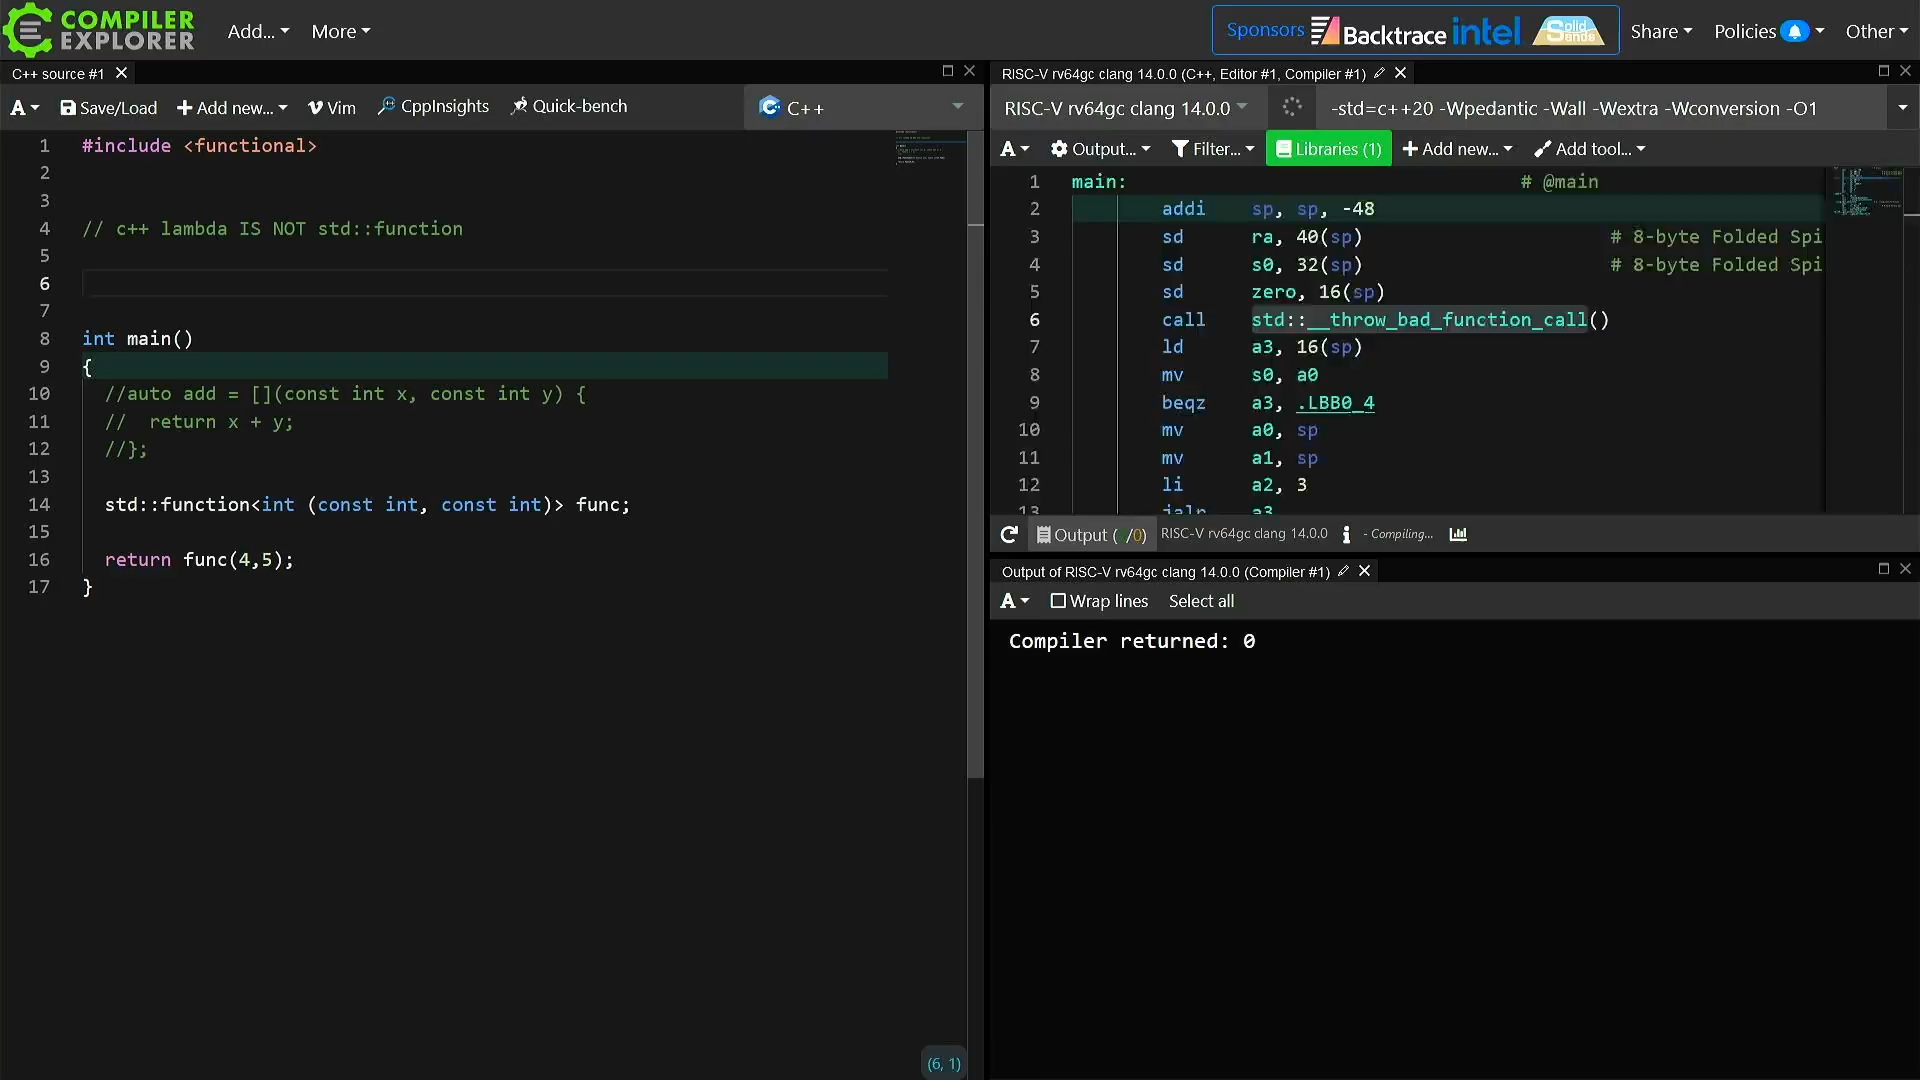 COMPILER EXPLORER
Add... More
Sponsors Backtrace intel Solid Sands
Share Policies Other
C++ source #1
A Save/Load Add new... Vim CppInsights Quick-bench C++
1 #include <functional>
2
3
4 // c++ lambda IS NOT std::function
5
6
7
8 int main()
9 {
10 //auto add = [](const int x, const int y) {
11 //  return x + y;
12 //};
13
14 std::function<int (const int, const int)> func;
15
16 return func(4,5);
17 }
(6, 1)
RISC-V rv64gc clang 14.0.0 (C++, Editor #1, Compiler #1)
RISC-V rv64gc clang 14.0.0 -std=c++20 -Wpedantic -Wall -Wextra -Wconversion -O1
A Output... Filter... Libraries (1) Add new... Add tool...
1 main: # @main
2 addi sp, sp, -48
3 sd ra, 40(sp) # 8-byte Folded Spi
4 sd s0, 32(sp) # 8-byte Folded Spi
5 sd zero, 16(sp)
6 call std::__throw_bad_function_call()
7 ld a3, 16(sp)
8 mv s0, a0
9 beqz a3, .LBB0_4
10 mv a0, sp
11 mv a1, sp
12 li a2, 3
13 jalr a3
Output ( /0) RISC-V rv64gc clang 14.0.0 i - Compiling...
Output of RISC-V rv64gc clang 14.0.0 (Compiler #1)
A Wrap lines Select all
Compiler returned: 0